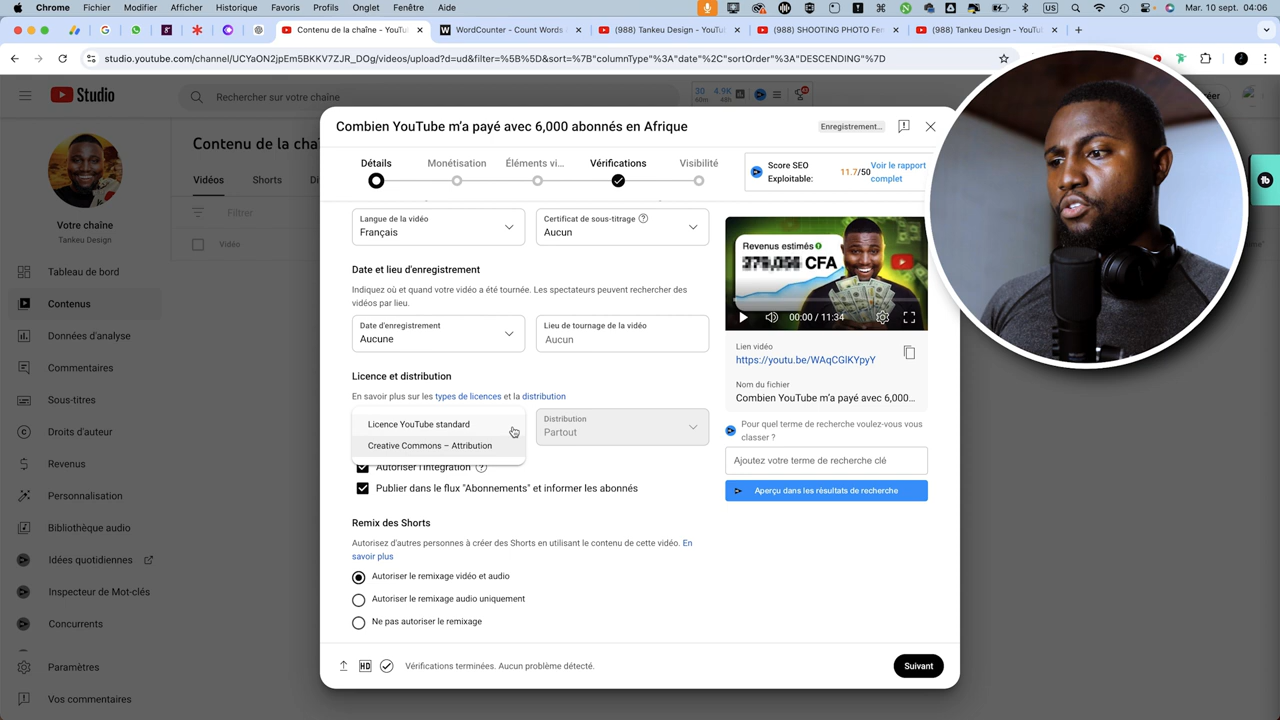 Chrome Fichier Modifier Affichage Historique Favoris Profils Onglet Fenêtre Aide US Mar. 10 sept. 04:06
Contenu de la chaîne - YouTu
WordCounter - Count Words
(988) Tankeu Design - YouTube
(988) SHOOTING PHOTO Fe
(988) Tankeu Design - YouTu
studio.youtube.com/channel/UCYaON2jpEm5BKKV7ZJR_DOg/videos/upload?d=ud&filter=%5B%5D&sort=%7B"columnType"%3A"date"%2C"sortOrder"%3A"DESCENDING"%7D
Studio
Rechercher sur votre chaîne
30 4.9K
60m 48h
Combien YouTube m'a payé avec 6,000 abonnés en Afrique
Enregistrement...
Détails
Monétisation
Éléments vi...
Vérifications
Visibilité
Score SEO
Exploitable:
11.7/50
Voir le rapport
complet
Contenu de la cha
Vidéos
Shorts
Di
Filtrer
Vidéo
Votre chaîne
Tankeu Design
Tableau de bord
Contenus
Données d'analyse
Commentaires
Sous-titres
Droits d'auteur
Revenus
Personnalisation
Bibliothèque audio
Idées quotidiennes
Inspecteur de Mot-clés
Concurrents
Paramètres
Vos commentaires
Langue de la vidéo
Français
Certificat de sous-titrage
Aucun
Date et lieu d'enregistrement
Indiquez où et quand votre vidéo a été tournée. Les spectateurs peuvent rechercher des
vidéos par lieu.
Date d'enregistrement
Aucune
Lieu de tournage de la vidéo
Aucun
Licence et distribution
En savoir plus sur les types de licences et la distribution
Licence YouTube standard
Creative Commons – Attribution
Distribution
Partout
Autoriser l'intégration
Publier dans le flux "Abonnements" et informer les abonnés
Remix des Shorts
Autorisez d'autres personnes à créer des Shorts en utilisant le contenu de cette vidéo. En
savoir plus
Autoriser le remixage vidéo et audio
Autoriser le remixage audio uniquement
Ne pas autoriser le remixage
HD
Vérifications terminées. Aucun problème détecté.
Suivant
Revenus estimés
CFA
00:00 / 11:34
Lien vidéo
https://youtu.be/WAqCGlKYpyY
Nom du fichier
Combien YouTube m'a payé avec 6,000...
Pour quel terme de recherche voulez-vous vous
classer ?
Ajoutez votre terme de recherche clé
Aperçu dans les résultats de recherche